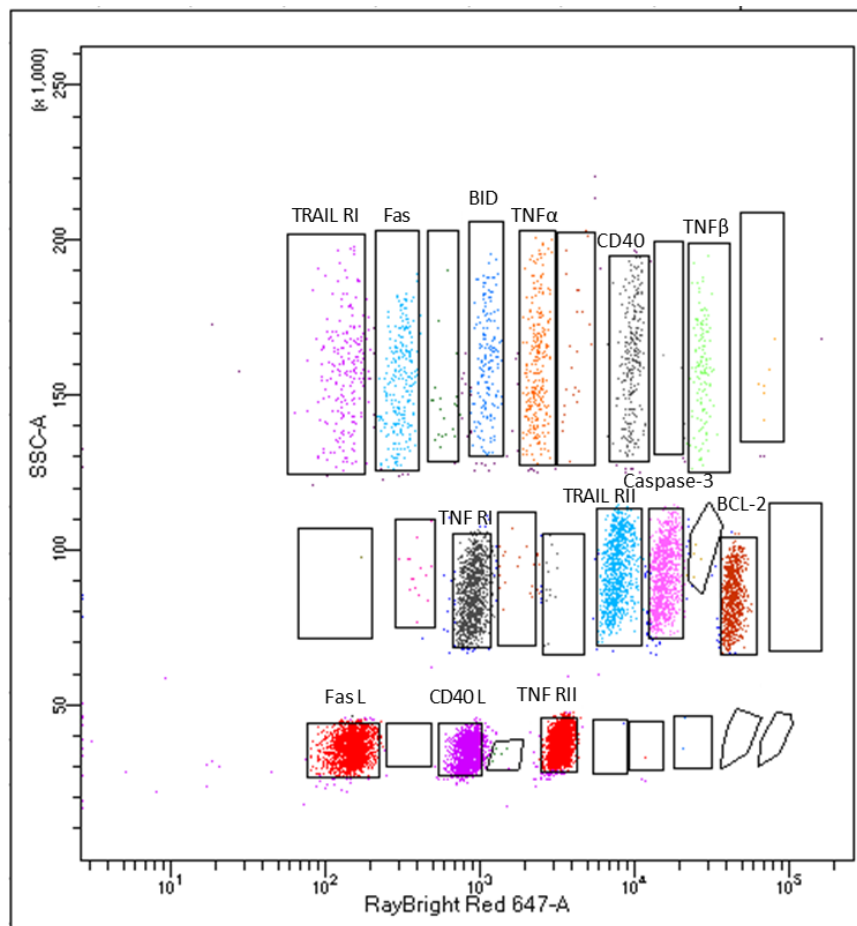 (× 1,000)
250
200
150
100
50
SSC-A
BID
TRAIL RI Fas TNFα CD40 TNFβ
Caspase-3
TNF RI TRAIL RII BCL-2
Fas L CD40 L TNF RII
10¹ 10² 10³ 10⁴ 10⁵
RayBright Red 647-A